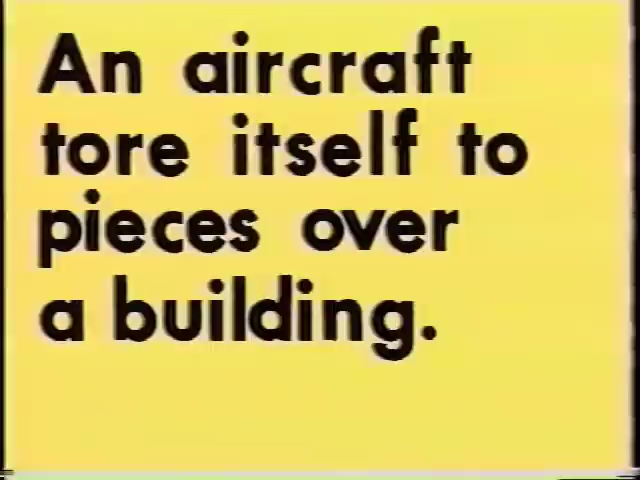 An aircraft
tore itself to
pieces over
a building.